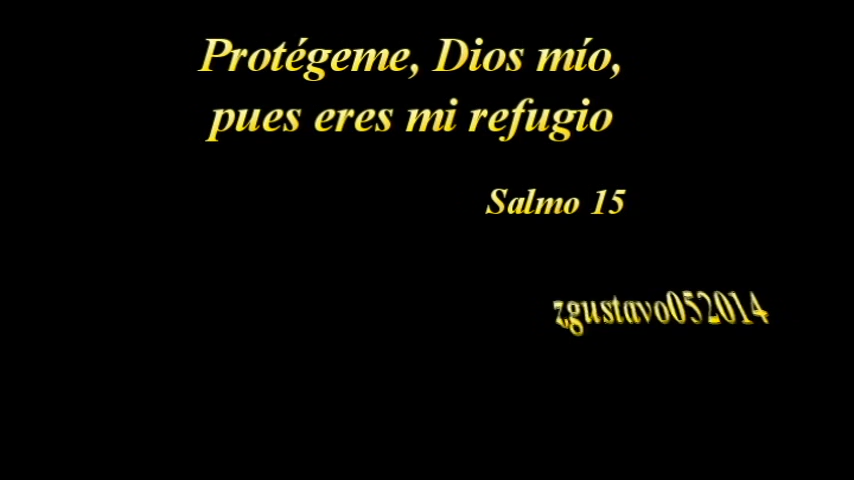 Protégeme, Dios mío,
pues eres mi refugio
Salmo 15
zgustavo052014